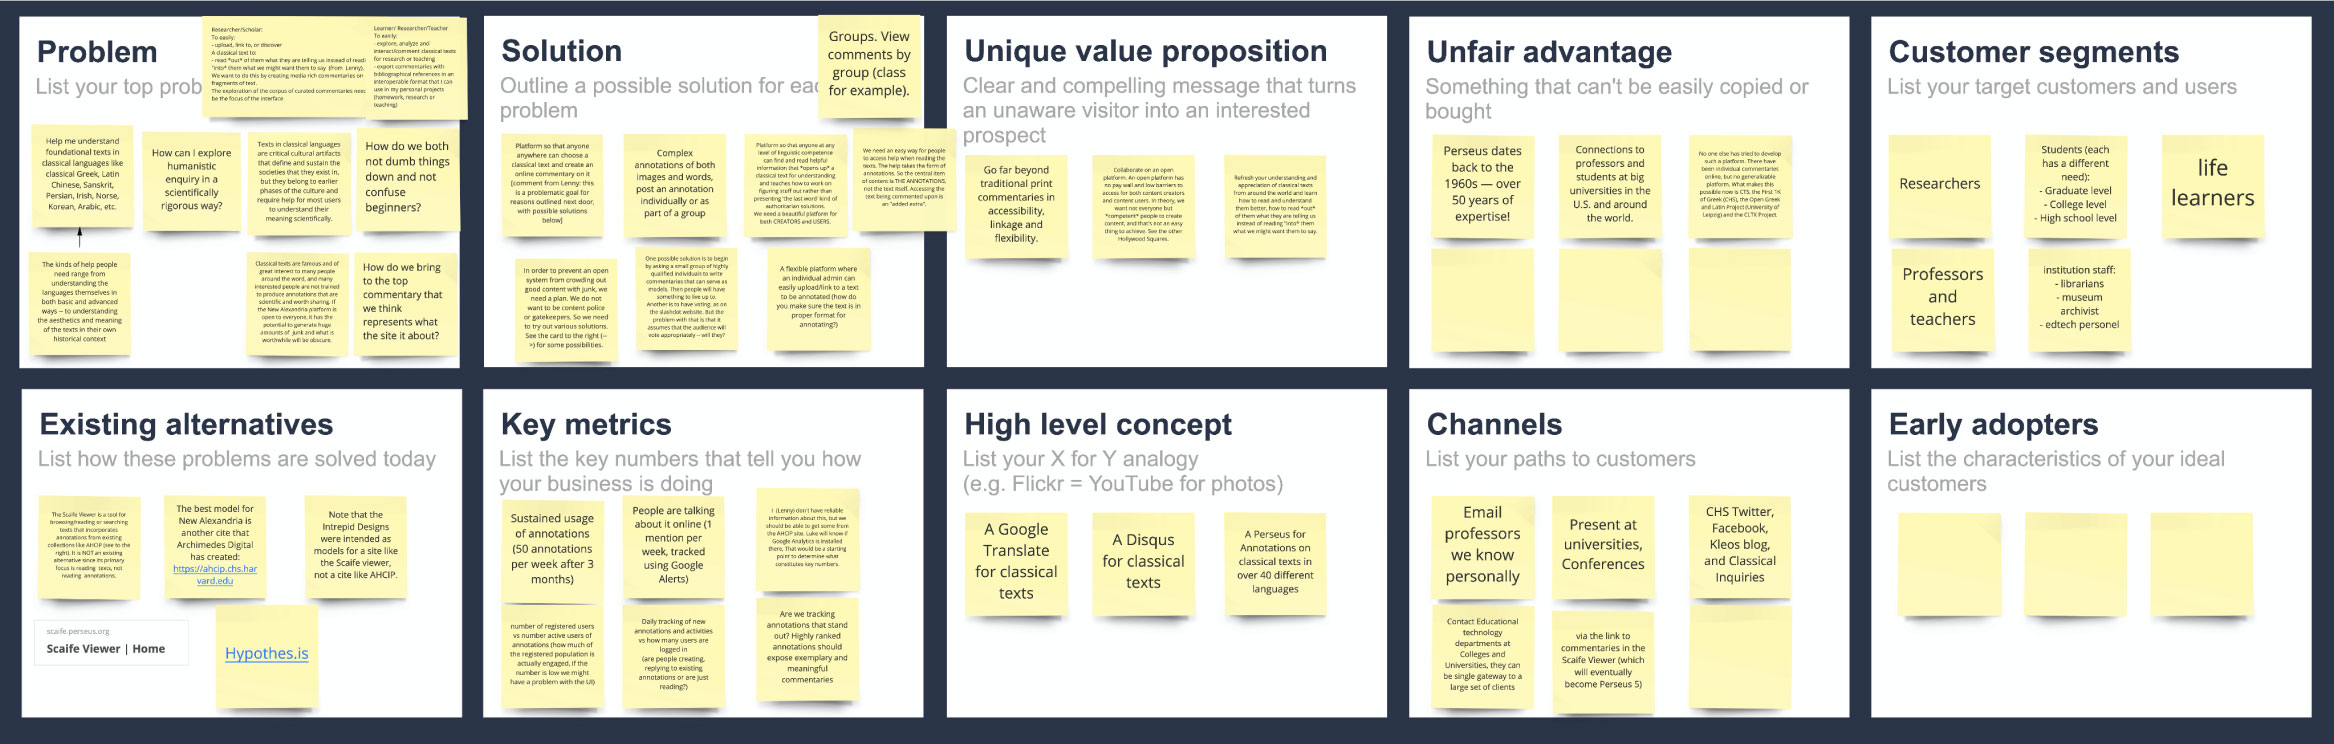 Problem
List your top prob
Researcher/Scholar:
To easily:
- upload, link to, or discover
A classical text to:
- read *out* of them what they are telling us instead of readi
"into" them what we might want them to say (from Lenny).
We want to do this by creating media rich commentaries on
fragments of text.
The exploration of the corpus of curated commentaries need
be the focus of the interface
Learner/ Researcher/Teacher
To easily:
- explore, analyze and
interact/comment classical texts
for research or teaching
- export commentaries with
bibliographical references in an
interoperable format that I can
use in my personal projects
(homework, research or
teaching)
Help me understand
foundational texts in
classical languages like
classical Greek, Latin
Chinese, Sanskrit,
Persian, Irish, Norse,
Korean, Arabic, etc.
How can I explore
humanistic
enquiry in a
scientifically
rigorous way?
Texts in classical languages
are critical cultural artifacts
that define and sustain the
societies that they exist in,
but they belong to earlier
phases of the culture and
require help for most users
to understand their
meaning scientifically.
How do we both
not dumb things
down and not
confuse
beginners?
The kinds of help people
need range from
understanding the
languages themselves in
both basic and advanced
ways -- to understanding
the aesthetics and meaning
of the texts in their own
historical context
Classical texts are famous and of
great interest to many people
around the word, and many
interested people are not trained
to produce annotations that are
scientific and worth sharing. If
the New Alexandria platform is
open to everyone, it has the
potential to generate huge
amounts of junk and what is
worthwhile will be obscure.
How do we bring
to the top
commentary that
we think
represents what
the site it about?
Solution
Outline a possible solution for eac
problem
Groups. View
comments by
group (class
for example).
Platform so that anyone
anywhere can choose a
classical text and create an
online commentary on it
[comment from Lenny: this
is a problematic goal for
reasons outlined next door,
with possible solutions
below]
Complex
annotations of both
images and words,
post an annotation
individually or as
part of a group
Platform so that anyone at any
level of linguistic competence
can find and read helpful
information that *opens up* a
classical text for understanding
and teaches how to work on
figuring stuff out rather than
presenting 'the last word' kind of
authoritarian solutions.
We need a beautiful platform for
both CREATORS and USERS.
We need an easy way for people
to access help when reading the
texts. The help takes the form of
annotations. So the central item
of content is THE ANNOTATIONS,
not the text itself. Accessing the
text being commented upon is
an "added extra".
In order to prevent an open
system from crowding out
good content with junk, we
need a plan. We do not
want to be content police
or gatekeepers. So we need
to try out various solutions.
See the card to the right (--
>) for some possibilities.
One possible solution is to begin
by asking a small group of highly
qualified individuals to write
commentaries that can serve as
models. Then people will have
something to live up to.
Another is to have voting, as on
the slashdot website. But the
problem with that is that it
assumes that the audience will
vote appropriately -- will they?
A flexible platform where
an individual admin can
easily upload/link to a text
to be annotated (how do
you make sure the text is in
proper format for
annotating?)
Unique value proposition
Clear and compelling message that turns
an unaware visitor into an interested
prospect
Go far beyond
traditional print
commentaries in
accessibility,
linkage and
flexibility.
Collaborate on an open
platform. An open platform has
no pay wall and low barriers to
access for both content creators
and content users. In theory, we
want not everyone but
*competent* people to create
content, and that's not an easy
thing to achieve. See the other
Hollywood Squares.
Refresh your understanding and
appreciation of classical texts
from around the world and learn
how to read and understand
them better, how to read *out*
of them what they are telling us
instead of reading *into* them
what we might want them to say.
Unfair advantage
Something that can't be easily copied or
bought
Perseus dates
back to the
1960s — over
50 years of
expertise!
Connections to
professors and
students at big
universities in the
U.S. and around
the world.
No one else has tried to develop
such a platform. There have
been individual commentaries
online, but no generalizable
platform. What makes this
possible now is CTS, the First 1K
of Greek (CHS), the Open Greek
and Latin Project (University of
Leipzig) and the CLTK Project.
Customer segments
List your target customers and users
Researchers
Students (each
has a different
need):
- Graduate level
- College level
- High school level
life
learners
Professors
and
teachers
institution staff:
- librarians
- museum
archivist
- edtech personel
Existing alternatives
List how these problems are solved today
The Scaife Viewer is a tool for
browsing/reading or searching
texts that incorporates
annotations from existing
collections like AHCIP (see to the
right). It is NOT an existing
alternative since its primary
focus is reading texts, not
reading annotations.
The best model for
New Alexandria is
another cite that
Archimedes Digital
has created:
https://ahcip.chs.har
vard.edu
Note that the
Intrepid Designs
were intended as
models for a site like
the Scaife viewer,
not a cite like AHCIP.
scaife.perseus.org
Scaife Viewer | Home
Hypothes.is
Key metrics
List the key numbers that tell you how
your business is doing
Sustained usage
of annotations
(50 annotations
per week after 3
months)
People are talking
about it online (1
mention per
week, tracked
using Google
Alerts)
I (Lenny) don't have reliable
information about this, but we
should be able to get some from
the AHCIP site. Luke will know if
Google Analytics is installed
there, That would be a starting
point to determine what
constitutes key numbers.
number of registered users
vs number active users of
annotations (how much of
the registered population is
actually engaged, if the
number is low we might
have a problem with the UI)
Daily tracking of new
annotations and activities
vs how many users are
logged in
(are people creating,
replying to existing
annotations or are just
reading?)
Are we tracking
annotations that stand
out? Highly ranked
annotations should
expose exemplary and
meaningful
commentaries
High level concept
List your X for Y analogy
(e.g. Flickr = YouTube for photos)
A Google
Translate
for classical
texts
A Disqus
for classical
texts
A Perseus for
Annotations on
classical texts in
over 40 different
languages
Channels
List your paths to customers
Email
professors
we know
personally
Present at
universities,
Conferences
CHS Twitter,
Facebook,
Kleos blog,
and Classical
Inquiries
Contact Educational
technology
departments at
Colleges and
Universities, they can
be single gateway to a
large set of clients
via the link to
commentaries in the
Scaife Viewer (which
will eventually
become Perseus 5)
Early adopters
List the characteristics of your ideal
customers